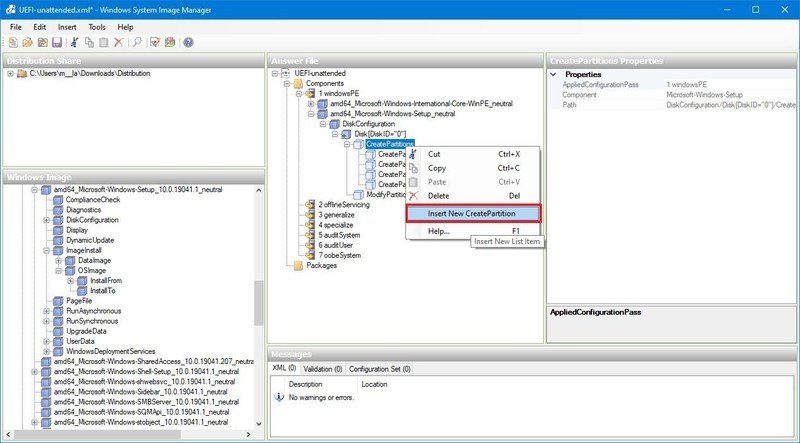 UEFI-unattended.xml* - Windows System Image Manager
File Edit Insert Tools Help
Distribution Share
C:\Users\m__la\Downloads\Distribution
Windows Image
amd64_Microsoft-Windows-Setup_10.0.19041.1_neutral
ComplianceCheck
Diagnostics
DiskConfiguration
Display
DynamicUpdate
ImageInstall
DataImage
OSImage
InstallFrom
InstallTo
PageFile
RunAsynchronous
RunSynchronous
UpgradeData
UserData
WindowsDeploymentServices
amd64_Microsoft-Windows-SharedAccess_10.0.19041.207_neutral
amd64_Microsoft-Windows-Shell-Setup_10.0.19041.1_neutral
amd64_Microsoft-Windows-shwebsvc_10.0.19041.1_neutral
amd64_Microsoft-Windows-Sidebar_10.0.19041.1_neutral
amd64_Microsoft-Windows-SMBServer_10.0.19041.1_neutral
amd64_Microsoft-Windows-SQMApi_10.0.19041.1_neutral
amd64_Microsoft-Windows-stobject_10.0.19041.1_neutral
Answer File
UEFI-unattended
Components
1 windowsPE
amd64_Microsoft-Windows-International-Core-WinPE_neutral
amd64_Microsoft-Windows-Setup_neutral
DiskConfiguration
Disk[DiskID="0"]
CreatePartitions
CreatePa
CreatePa
CreatePa
CreatePa
ModifyPartitio
2 offlineServicing
3 generalize
4 specialize
5 auditSystem
6 auditUser
7 oobeSystem
Packages
Cut Ctrl+X
Copy Ctrl+C
Paste Ctrl+V
Delete Del
Insert New CreatePartition
Help... F1
Insert New List Item
CreatePartitions Properties
Properties
AppliedConfigurationPass 1 windowsPE
Component Microsoft-Windows-Setup
Path DiskConfiguration/Disk[DiskID="0"]/Create
AppliedConfigurationPass
Messages
XML (0) Validation (0) Configuration Set (0)
Description Location
No warnings or errors.